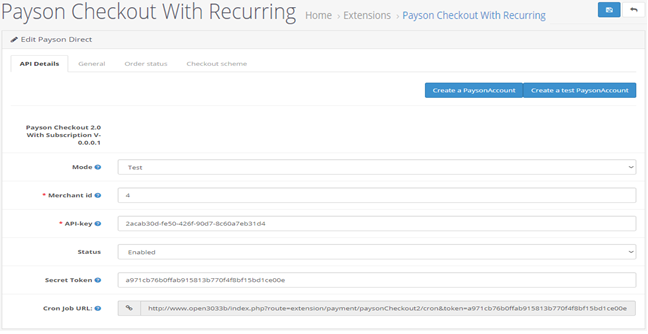 Payson Checkout With Recurring Home › Extensions › Payson Checkout With Recurring
Edit Payson Direct
API Details General Order status Checkout scheme
Create a PaysonAccount Create a test PaysonAccount
Payson Checkout 2.0
With Subscription V-
0.0.0.1
Mode ? Test
* Merchant id ? 4
* API-key ? 2acab30d-fe50-426f-90d7-8c60a7eb31d4
Status Enabled
Secret Token ? a971cb76b0ffab915813b770f4f8bf15bd1ce00e
Cron Job URL: ? http://www.open3033b/index.php?route=extension/payment/paysonCheckout2/cron&token=a971cb76b0ffab915813b770f4f8bf15bd1ce00e